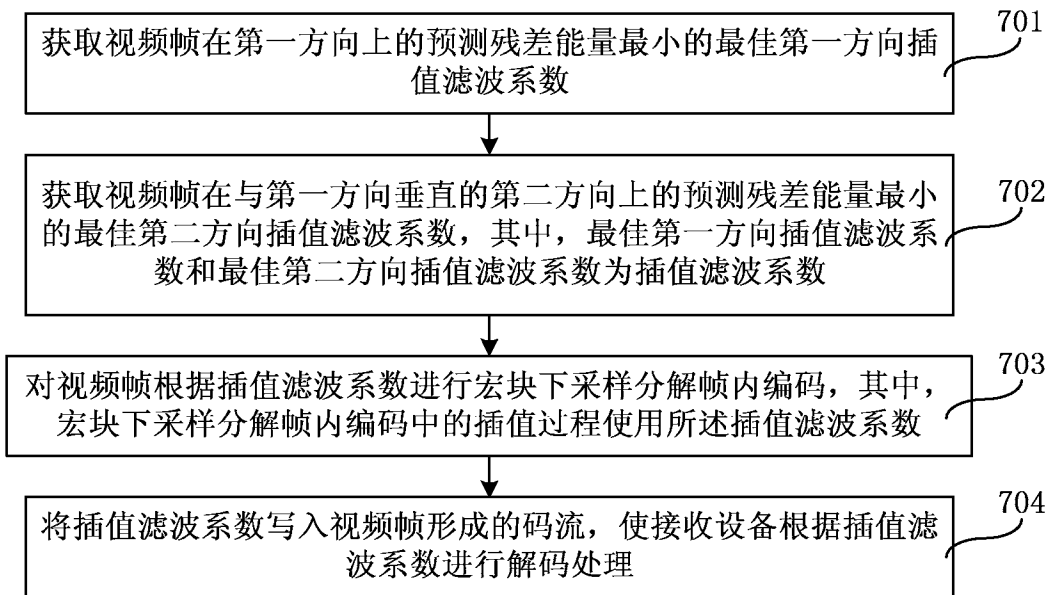 获取视频帧在第一方向上的预测残差能量最小的最佳第一方向插
值滤波系数
701
获取视频帧在与第一方向垂直的第二方向上的预测残差能量最小
的最佳第二方向插值滤波系数，其中，最佳第一方向插值滤波系
数和最佳第二方向插值滤波系数为插值滤波系数
702
对视频帧根据插值滤波系数进行宏块下采样分解帧内编码，其中，
宏块下采样分解帧内编码中的插值过程使用所述插值滤波系数
703
将插值滤波系数写入视频帧形成的码流，使接收设备根据插值滤
波系数进行解码处理
704